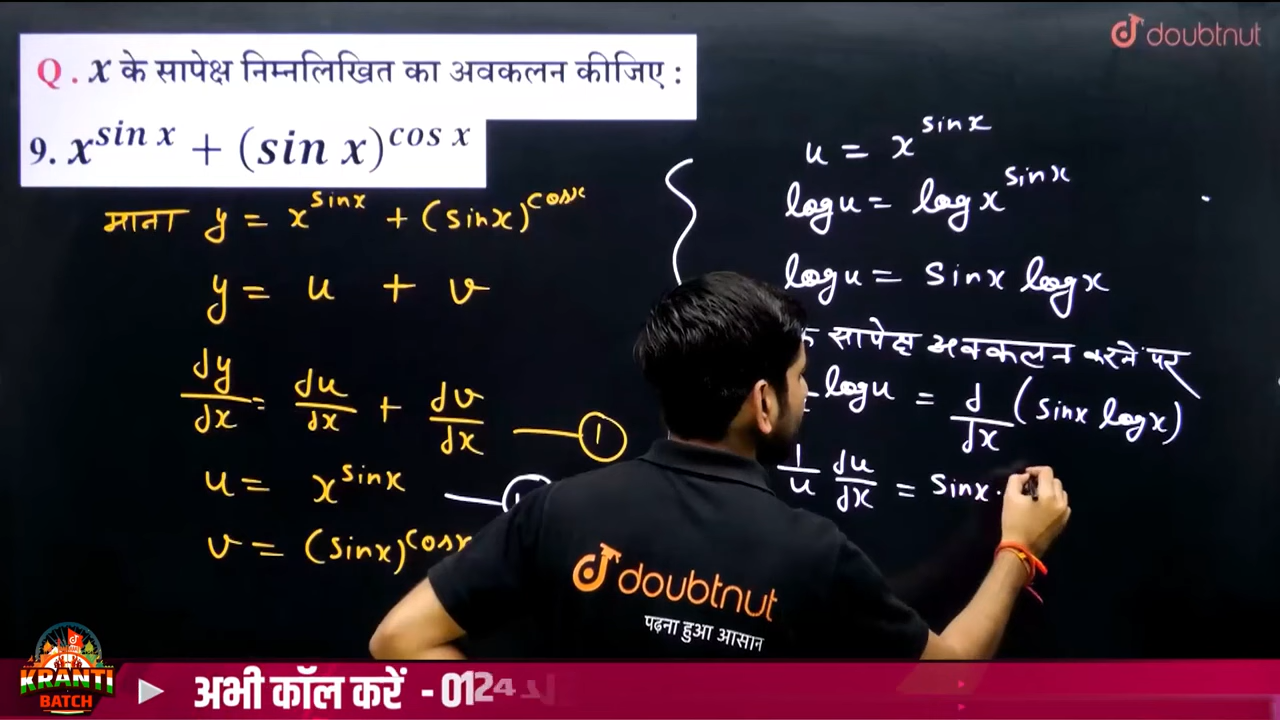 doubtnut
Q. x के सापेक्ष निम्नलिखित का अवकलन कीजिए :
9. x^{sin x} + (sin x)^{cos x}
माना y = x^{sinx} + (sinx)^{cosx}
y = u + v
dy/dx = du/dx + dv/dx — 1
u = x^{sinx}
v = (sinx)^{cosx}
u = x^{sinx}
log u = log x^{sinx}
log u = sinx log x
सापेक्ष अवकलन करने पर
log u = d/dx (sinx log x)
1/u du/dx = sinx.
doubtnut
पढ़ना हुआ आसान
KRANTI
BATCH
अभी कॉल करें - 0124